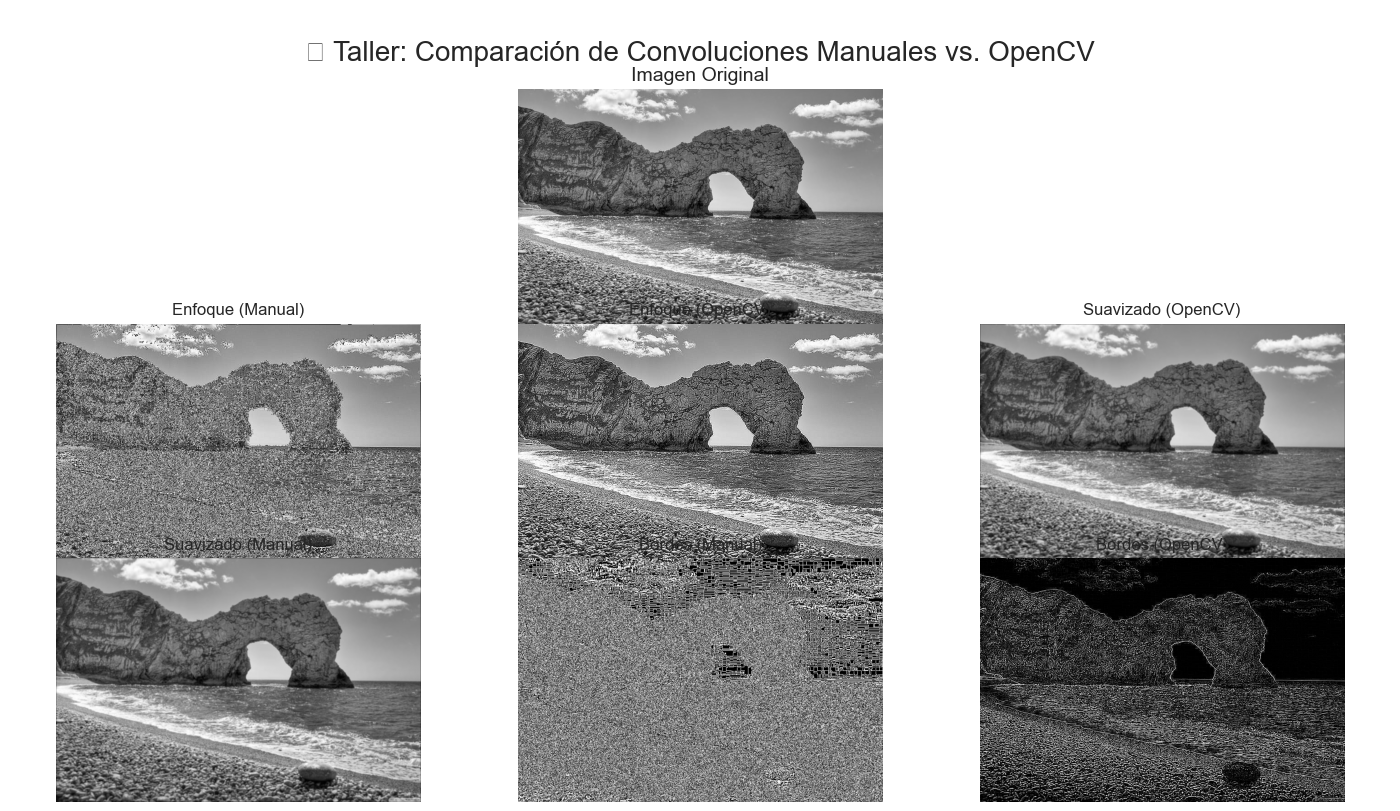 Taller: Comparación de Convoluciones Manuales vs. OpenCV
Imagen Original
Enfoque (Manual)
Enfoque (OpenCV)
Suavizado (OpenCV)
Suavizado (Manual)
Bordes (Manual)
Bordes (OpenCV)